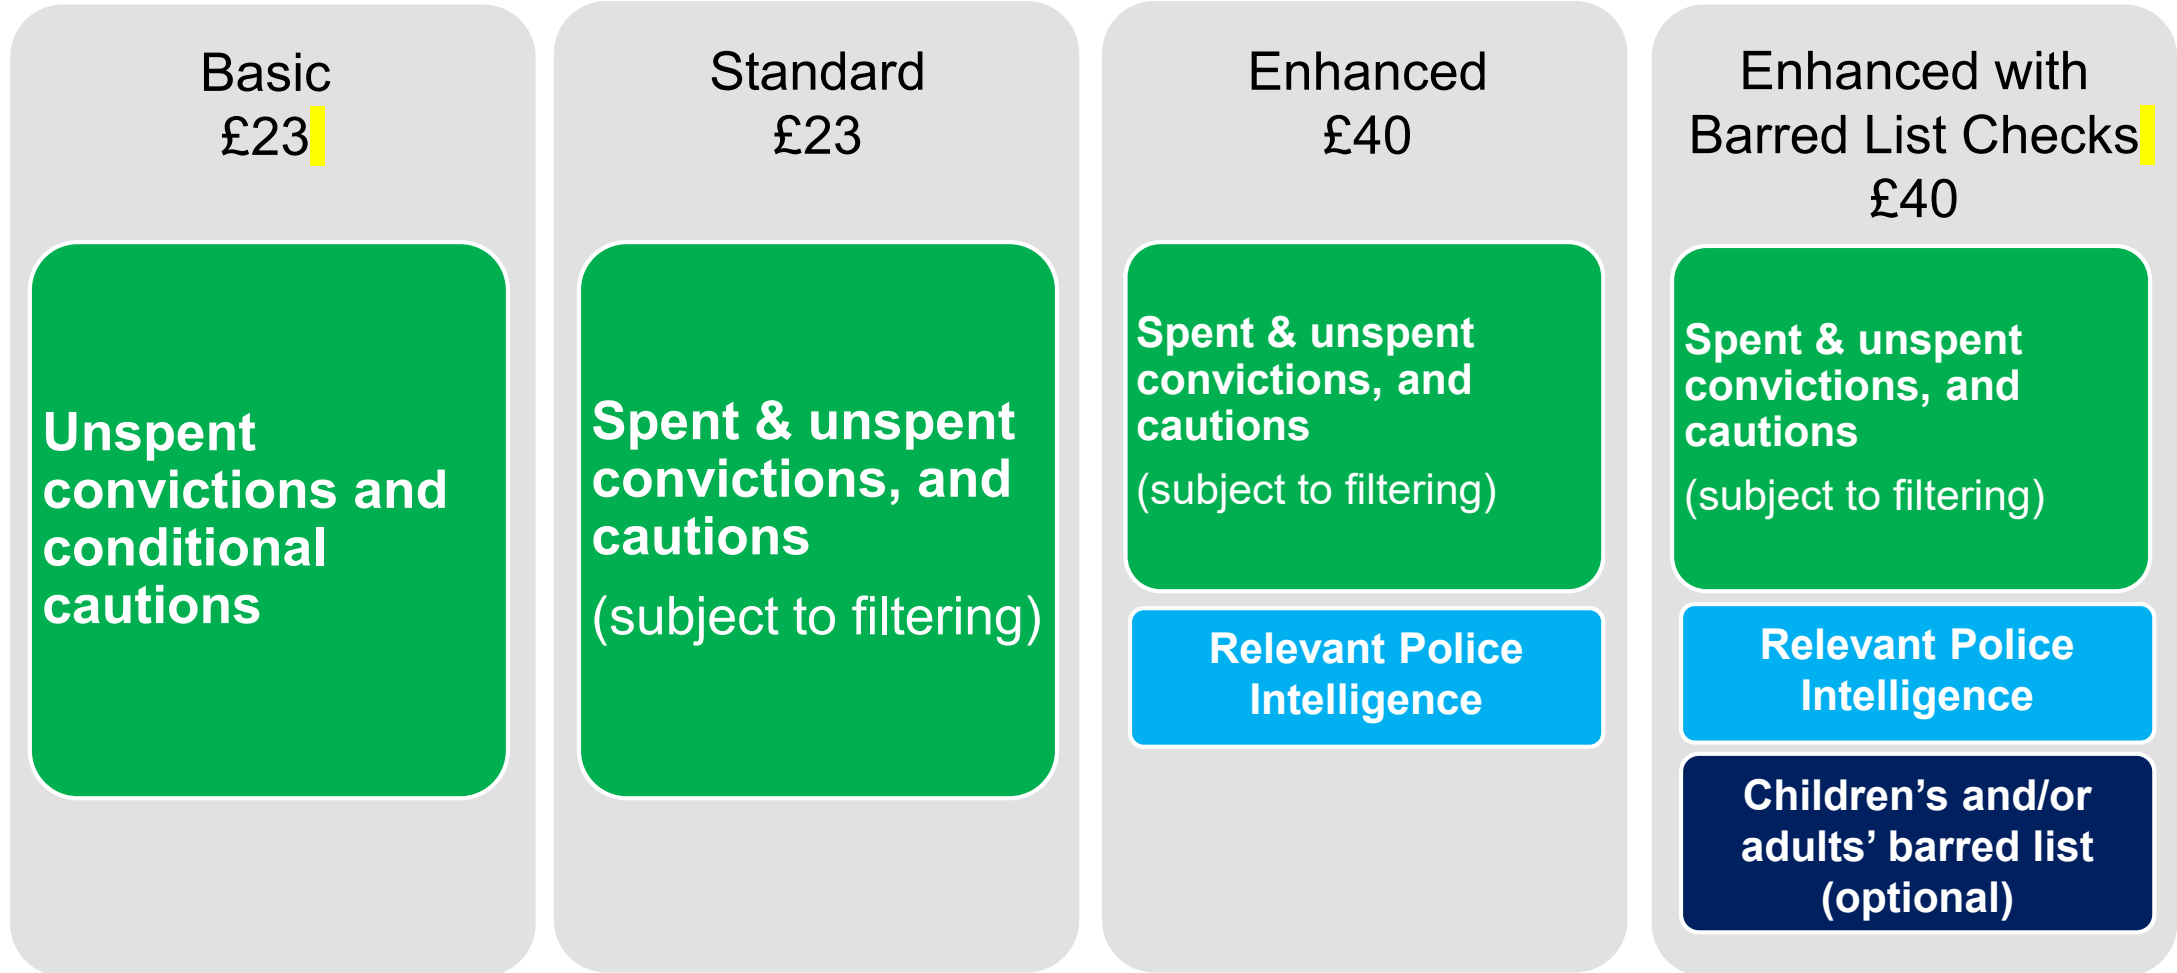 Basic
£23
Unspent
convictions and
conditional
cautions
Standard
£23
Spent & unspent
convictions, and
cautions
(subject to filtering)
Enhanced
£40
Spent & unspent
convictions, and
cautions
(subject to filtering)
Relevant Police
Intelligence
Enhanced with
Barred List Checks
£40
Spent & unspent
convictions, and
cautions
(subject to filtering)
Relevant Police
Intelligence
Children’s and/or
adults’ barred list
(optional)